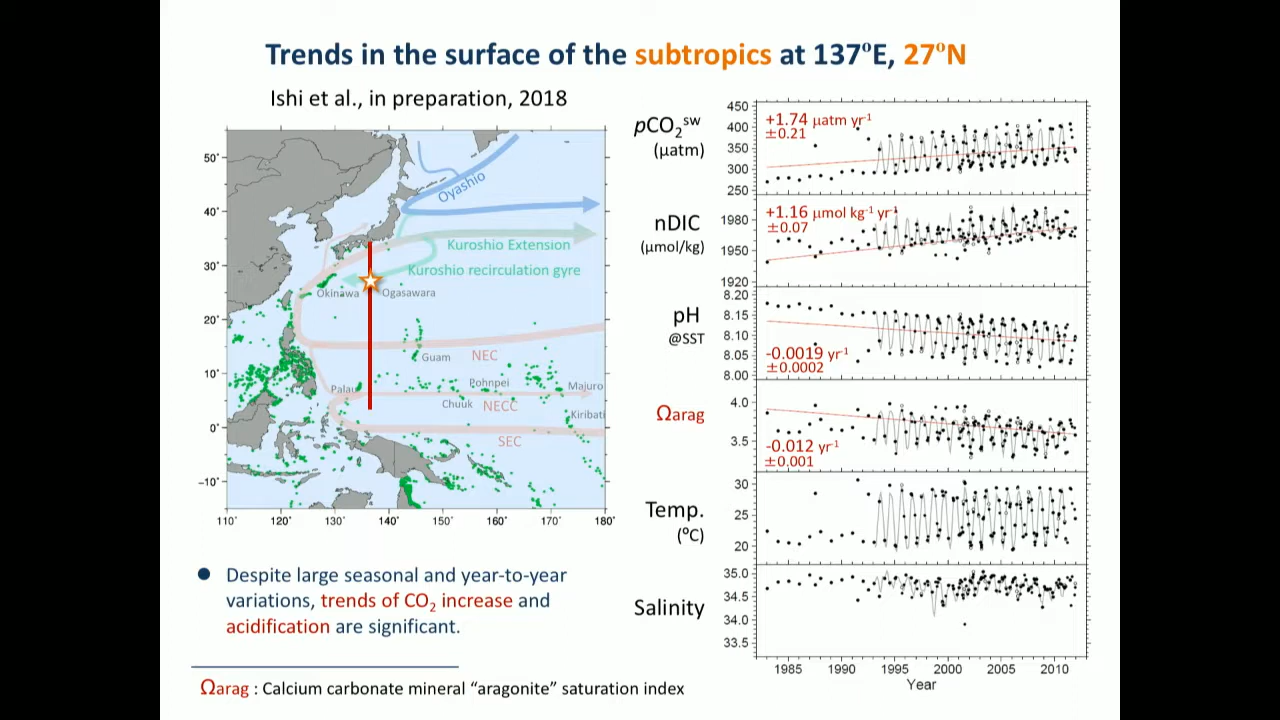 Trends in the surface of the subtropics at 137ºE, 27ºN
Ishi et al., in preparation, 2018
50°
40°
30°
20°
10°
0°
−10°
110°
120°
130°
140°
150°
160°
170°
180°
Oyashio
Kuroshio Extension
Kuroshio recirculation gyre
Okinawa
Ogasawara
Guam
NEC
Palau
Pohnpei
Majuro
Chuuk
NECC
Kiribati
SEC
pCO₂ˢʷ
(µatm)
450
400
350
300
250
+1.74 µatm yr⁻¹
±0.21
nDIC
(µmol/kg)
1980
1950
1920
+1.16 µmol kg⁻¹ yr⁻¹
±0.07
pH
@SST
8.20
8.15
8.10
8.05
8.00
-0.0019 yr⁻¹
±0.0002
Ωarag
4.0
3.5
-0.012 yr⁻¹
±0.001
Temp.
(ºC)
30
25
20
Salinity
35.0
34.5
34.0
33.5
1985
1990
1995
2000
2005
2010
Year
● Despite large seasonal and year-to-year
variations, trends of CO₂ increase and
acidification are significant.
Ωarag : Calcium carbonate mineral “aragonite” saturation index